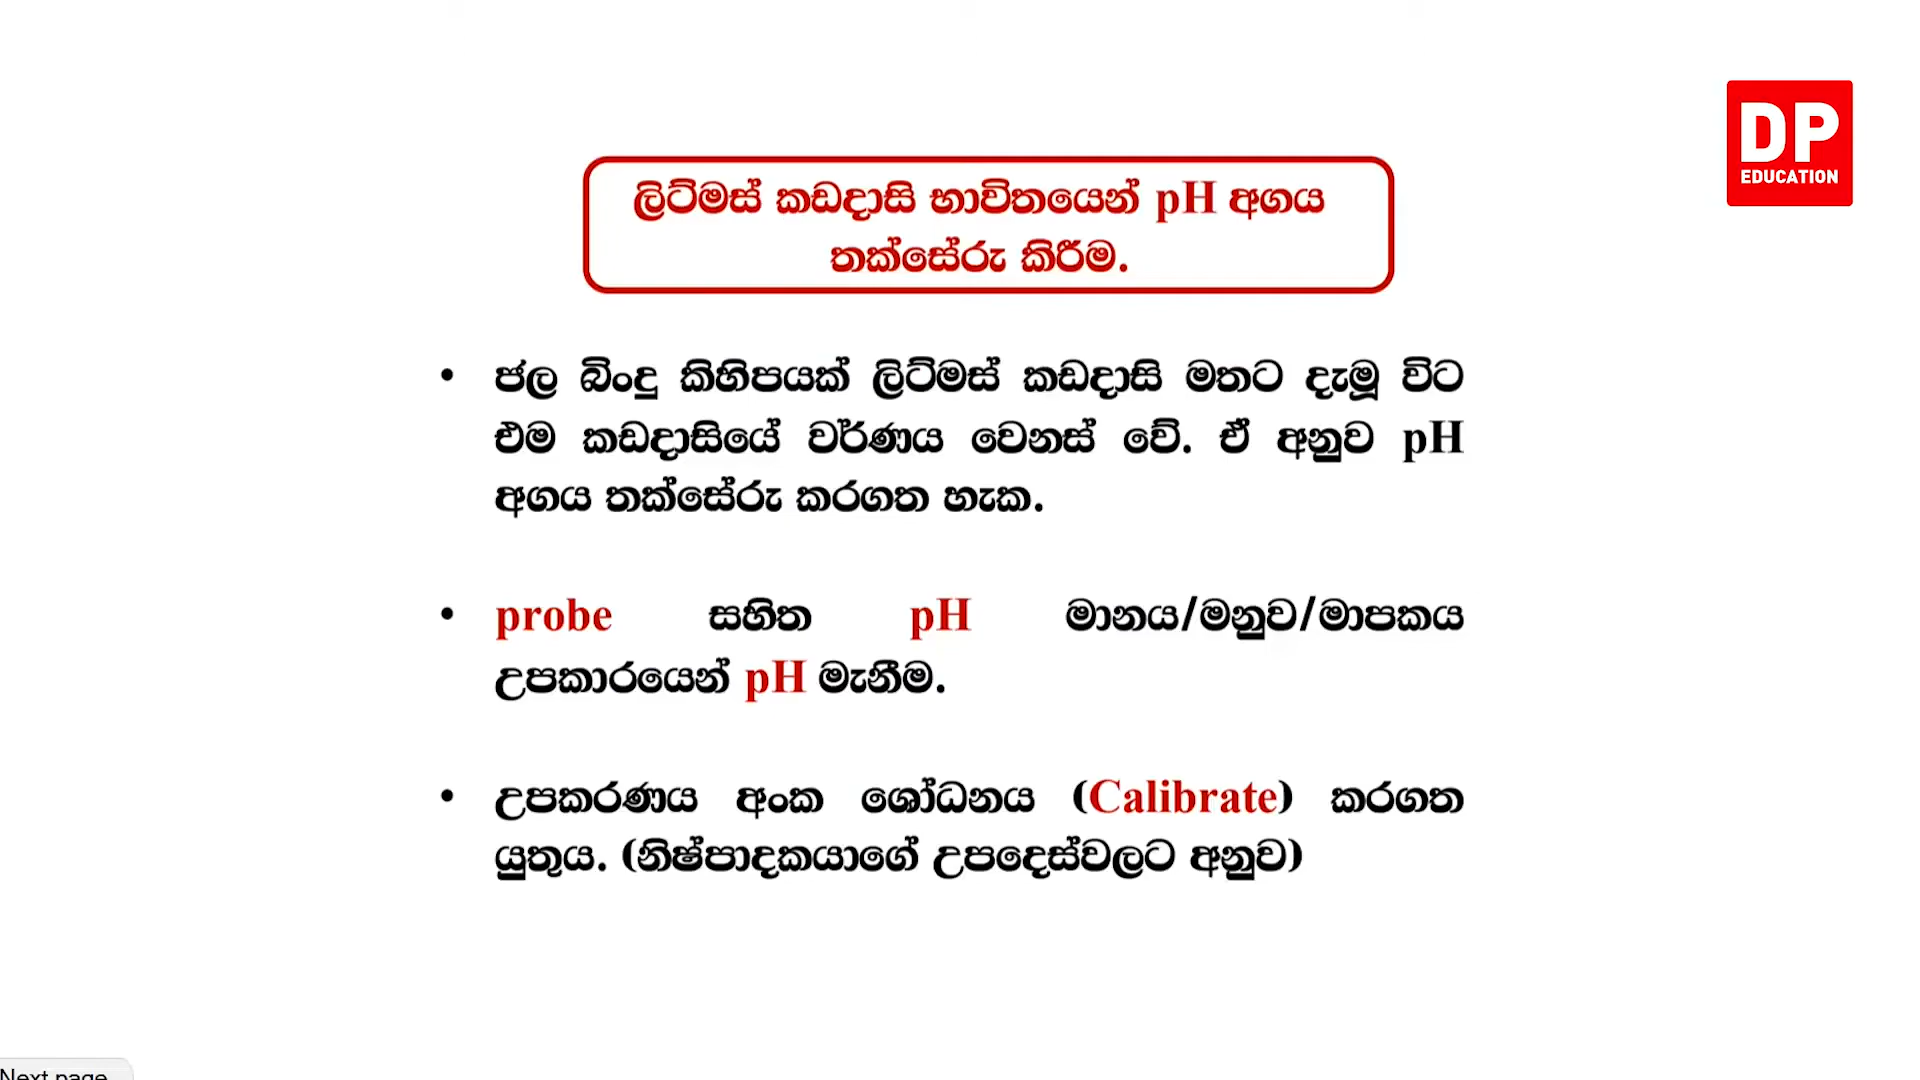 DP
EDUCATION
ලිට්මස් කඩදාසි භාවිතයෙන් pH අගය
තක්සේරු කිරීම.
• ජල බිංදු කිහිපයක් ලිට්මස් කඩදාසි මතට දැමූ විට
එම කඩදාසියේ වර්ණය වෙනස් වේ. ඒ අනුව pH
අගය තක්සේරු කරගත හැක.
• probe සහිත pH මානය/මනුව/මාපකය
උපකාරයෙන් pH මැනීම.
• උපකරණය අංක ශෝධනය (Calibrate) කරගත
යුතුය. (නිෂ්පාදකයාගේ උපදෙස්වලට අනුව)
Next page